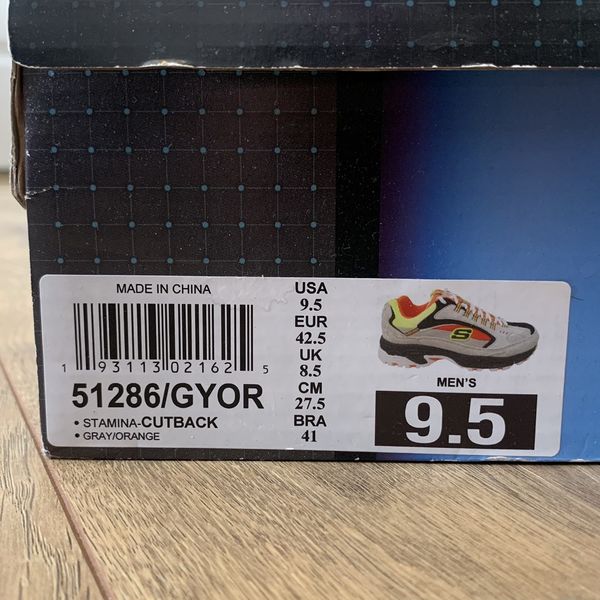 MADE IN CHINA
1 93113 02162 5
51286/GYOR
• STAMINA-CUTBACK
• GRAY/ORANGE
USA
9.5
EUR
42.5
UK
8.5
CM
27.5
BRA
41
S
MEN'S
9.5